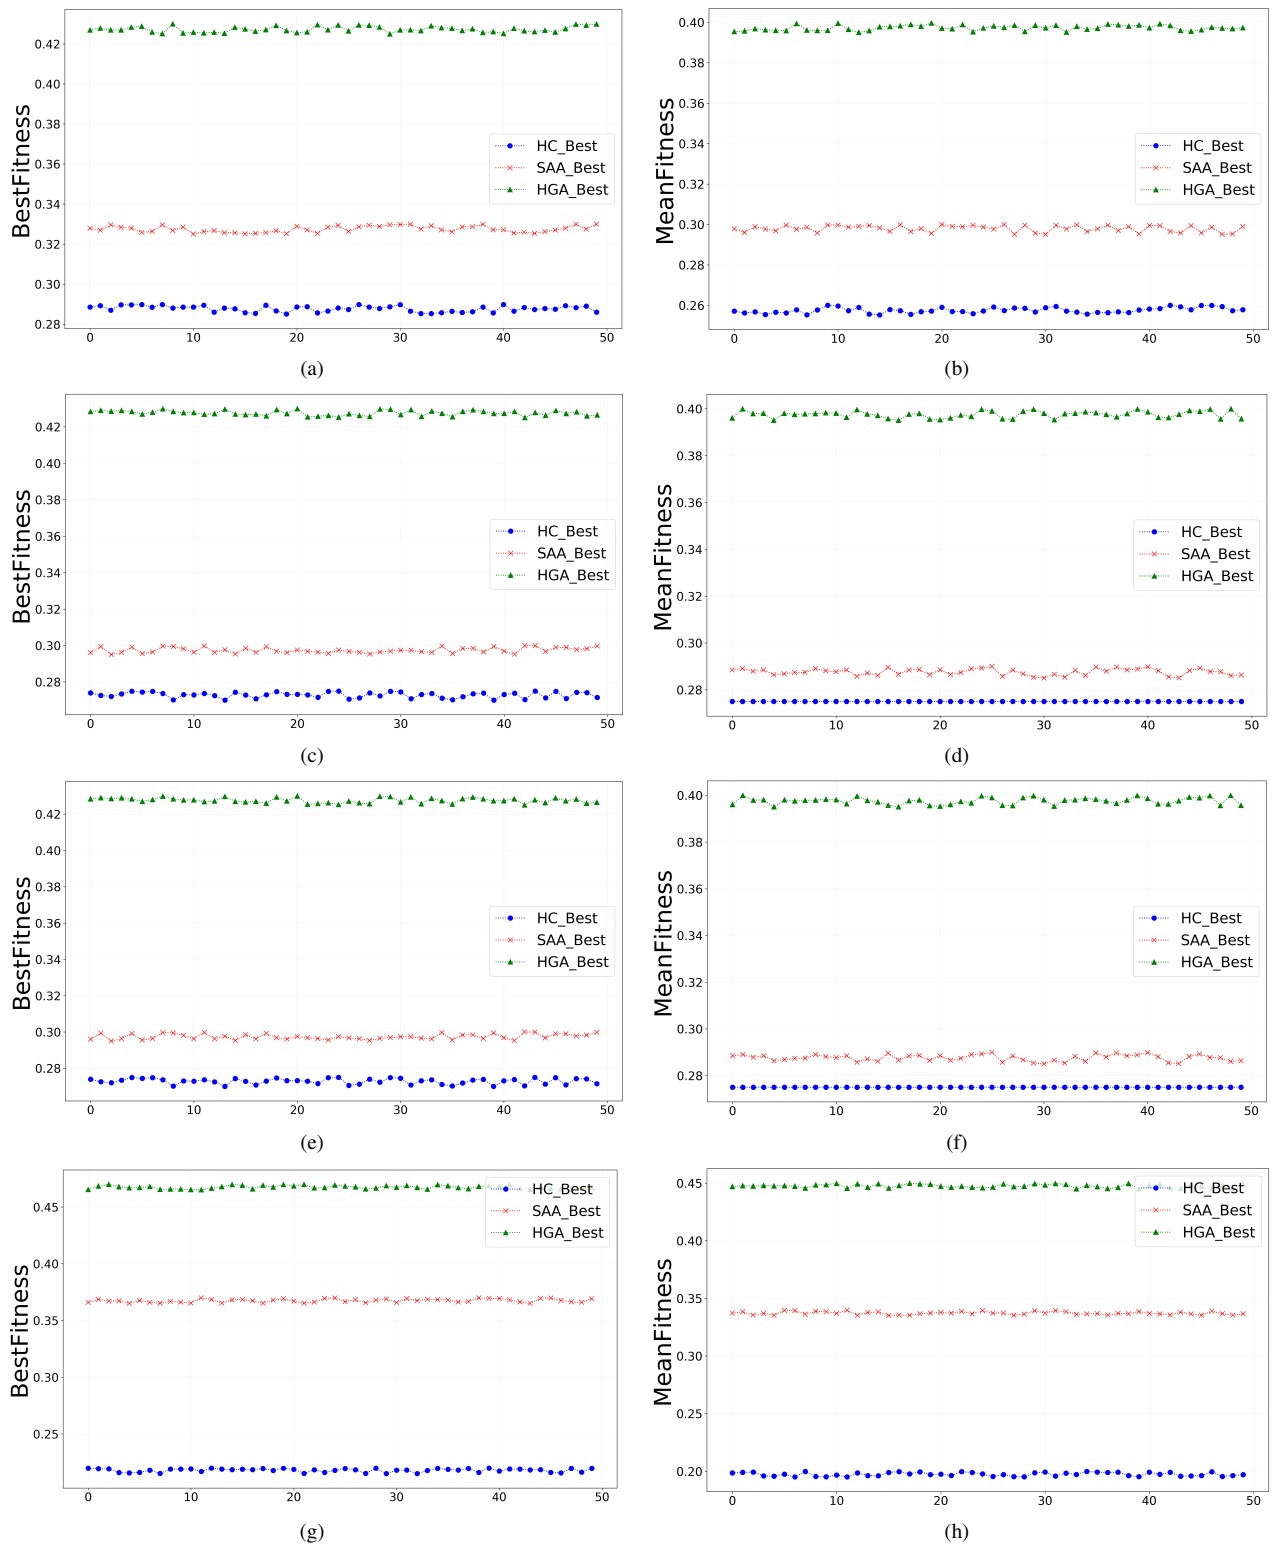 BestFitness
0.42
0.40
0.38
0.36
0.34
0.32
0.30
0.28
0 10 20 30 40 50
HC_Best
SAA_Best
HGA_Best
(a)
MeanFitness
0.40
0.38
0.36
0.34
0.32
0.30
0.28
0.26
0 10 20 30 40 50
HC_Best
SAA_Best
HGA_Best
(b)
BestFitness
0.42
0.40
0.38
0.36
0.34
0.32
0.30
0.28
0 10 20 30 40 50
HC_Best
SAA_Best
HGA_Best
(c)
MeanFitness
0.40
0.38
0.36
0.34
0.32
0.30
0.28
0 10 20 30 40 50
HC_Best
SAA_Best
HGA_Best
(d)
BestFitness
0.42
0.40
0.38
0.36
0.34
0.32
0.30
0.28
0 10 20 30 40 50
HC_Best
SAA_Best
HGA_Best
(e)
MeanFitness
0.40
0.38
0.36
0.34
0.32
0.30
0.28
0 10 20 30 40 50
HC_Best
SAA_Best
HGA_Best
(f)
BestFitness
0.45
0.40
0.35
0.30
0.25
0 10 20 30 40 50
HC_Best
SAA_Best
HGA_Best
(g)
MeanFitness
0.45
0.40
0.35
0.30
0.25
0.20
0 10 20 30 40 50
HC_Best
SAA_Best
HGA_Best
(h)